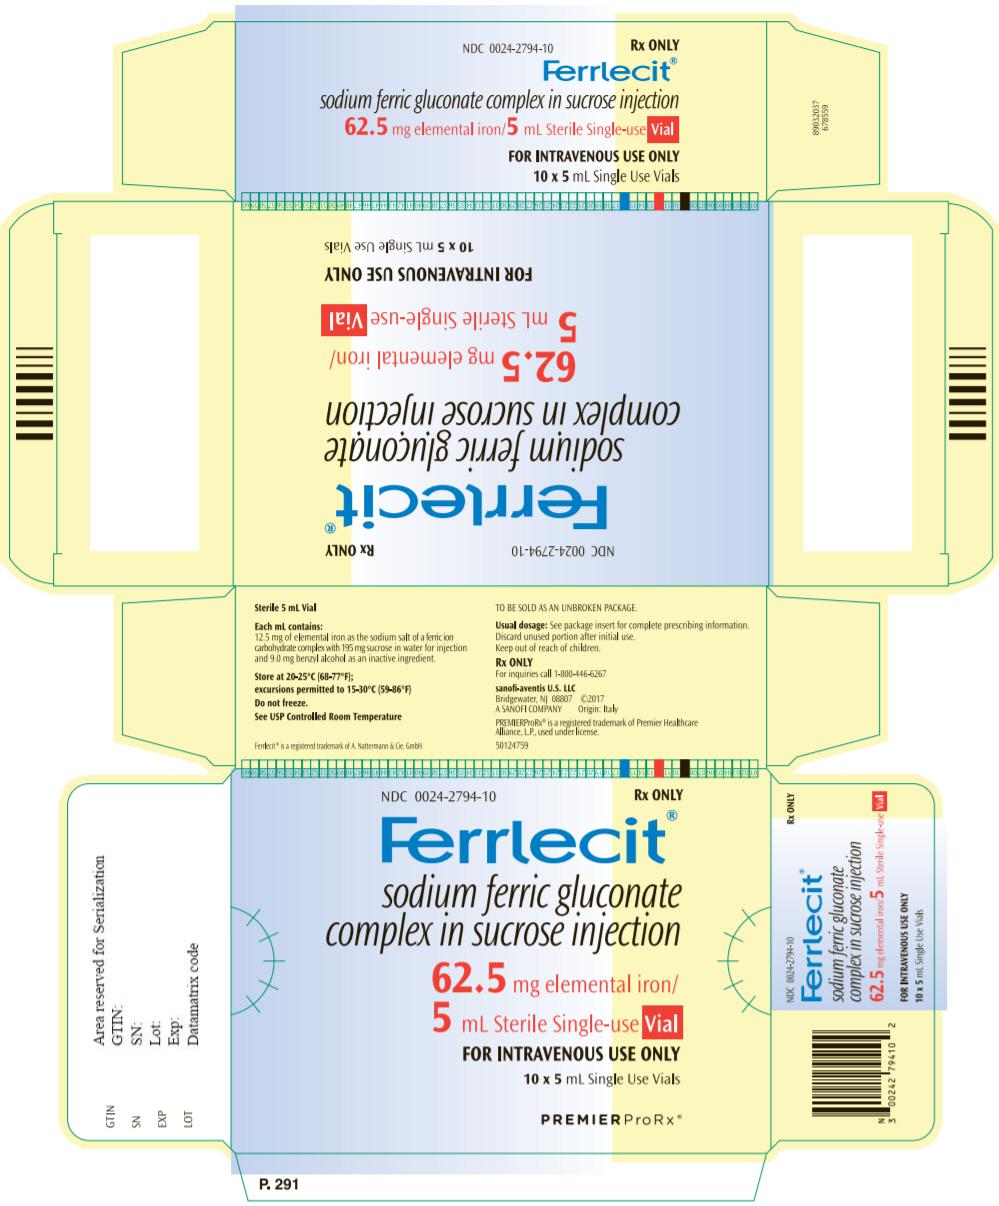 NDC 0024-2794-10
Rx ONLY
Ferrlecit®
sodium ferric gluconate complex in sucrose injection
62.5 mg elemental iron/5 mL Sterile Single-use Vial
FOR INTRAVENOUS USE ONLY
10 x 5 mL Single Use Vials
89032037
678559
NDC 0024-2794-10
Rx ONLY
Ferrlecit®
sodium ferric gluconate
complex in sucrose injection
62.5 mg elemental iron/
5 mL Sterile Single-use Vial
FOR INTRAVENOUS USE ONLY
10 x 5 mL Single Use Vials
Sterile 5 mL Vial
Each mL contains:
12.5 mg of elemental iron as the sodium salt of a ferric ion
carbohydrate complex with 195 mg sucrose in water for injection
and 9.0 mg benzyl alcohol as an inactive ingredient.
Store at 20-25°C (68-77°F);
excursions permitted to 15-30°C (59-86°F)
Do not freeze.
See USP Controlled Room Temperature
Ferrlecit® is a registered trademark of A. Nattermann & Cie. GmbH
TO BE SOLD AS AN UNBROKEN PACKAGE.
Usual dosage: See package insert for complete prescribing information.
Discard unused portion after initial use.
Keep out of reach of children.
Rx ONLY
For inquiries call 1-800-446-6267
sanofi-aventis U.S. LLC
Bridgewater, NJ 08807 ©2017
A SANOFI COMPANY Origin: Italy
PREMIERProRx® is a registered trademark of Premier Healthcare
Alliance, L.P., used under license.
50124759
NDC 0024-2794-10
Rx ONLY
Ferrlecit®
sodium ferric gluconate
complex in sucrose injection
62.5 mg elemental iron/
5 mL Sterile Single-use Vial
FOR INTRAVENOUS USE ONLY
10 x 5 mL Single Use Vials
PREMIERProRx®
Area reserved for Serialization
GTIN:
SN:
Lot:
Exp:
Datamatrix code
GTIN
SN
EXP
LOT
Rx ONLY
NDC 0024-2794-10
Ferrlecit®
sodium ferric gluconate
complex in sucrose injection
62.5 mg elemental iron/5 mL Sterile Single-use Vial
FOR INTRAVENOUS USE ONLY
10 x 5 mL Single Use Vials
N
3 00242 79410 2
P. 291